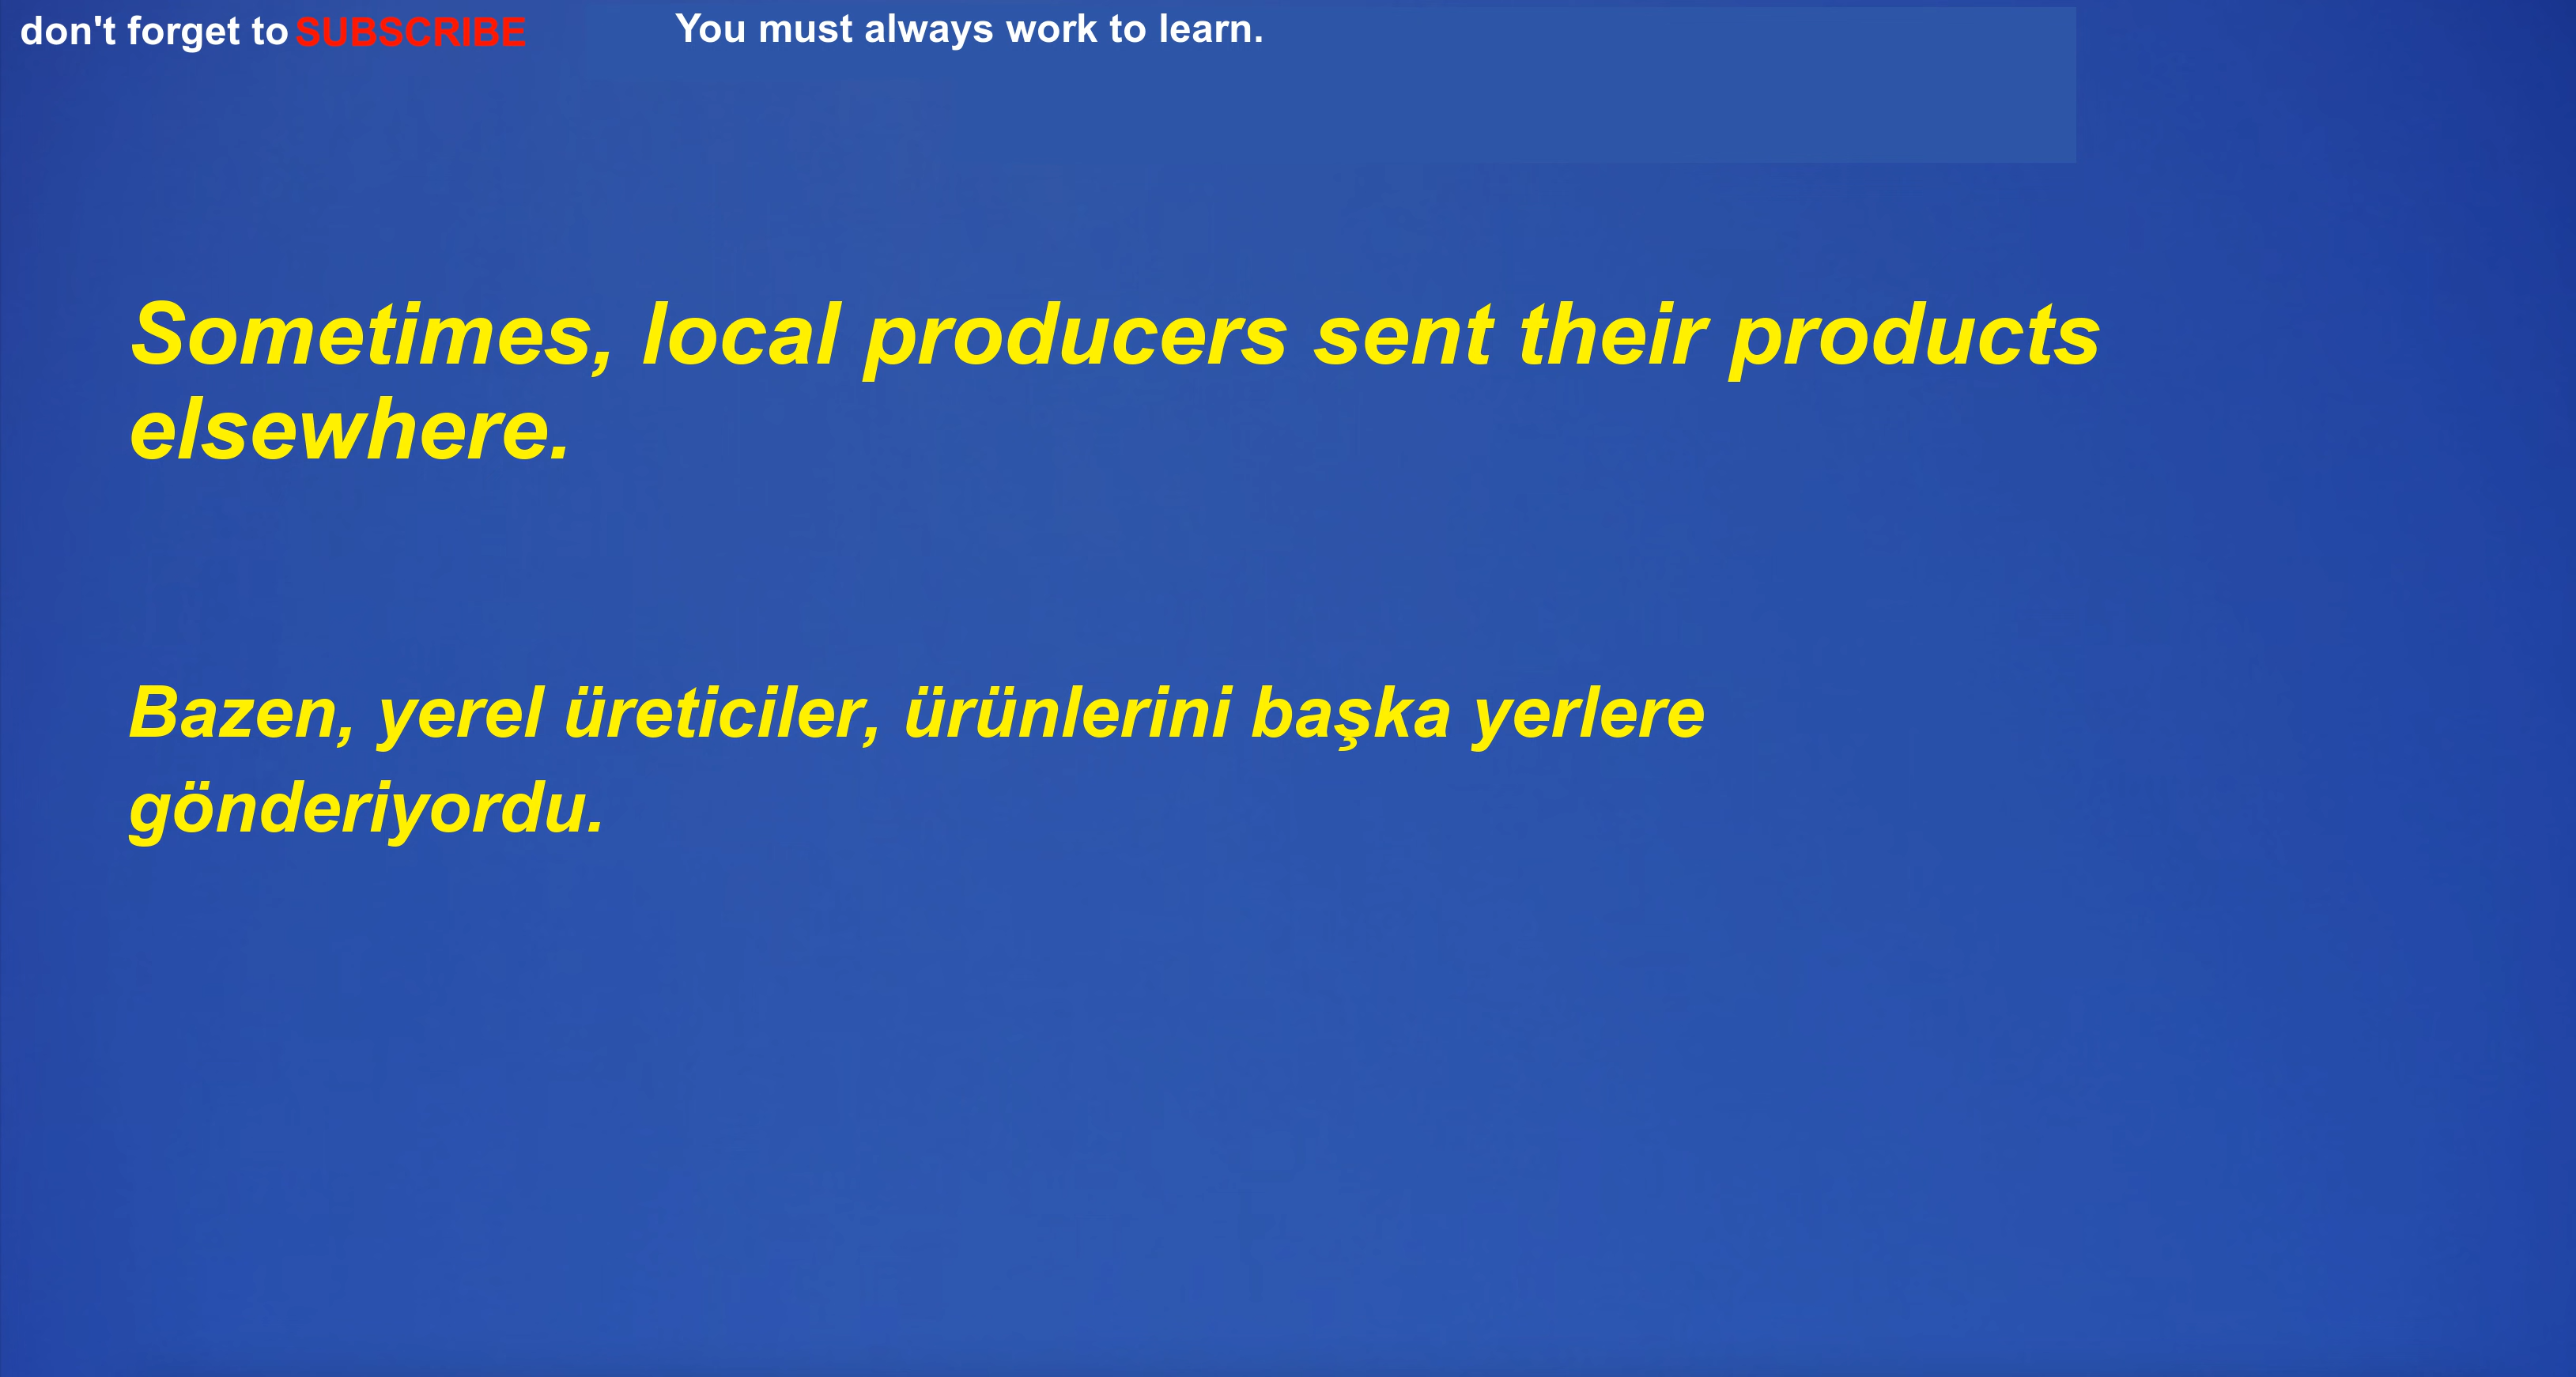 don't forget to SUBSCRIBE
You must always work to learn.
Sometimes, local producers sent their products
elsewhere.
Bazen, yerel üreticiler, ürünlerini başka yerlere
gönderiyordu.